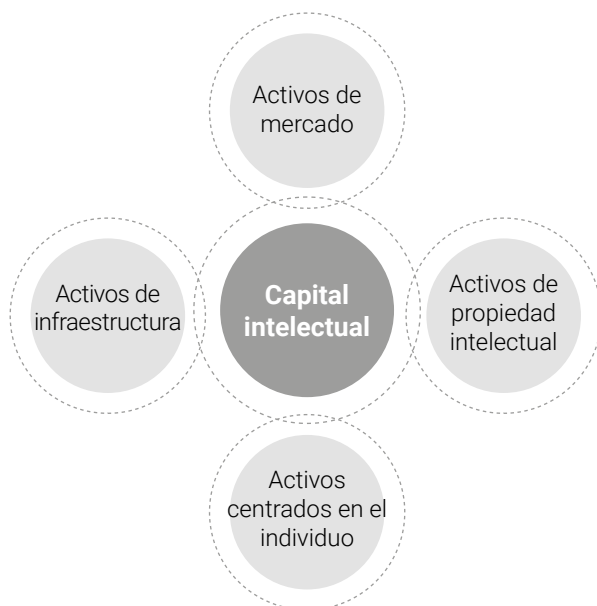 Activos de
mercado
Activos de
infraestructura
Capital
intelectual
Activos de
propiedad
intelectual
Activos
centrados en el
individuo